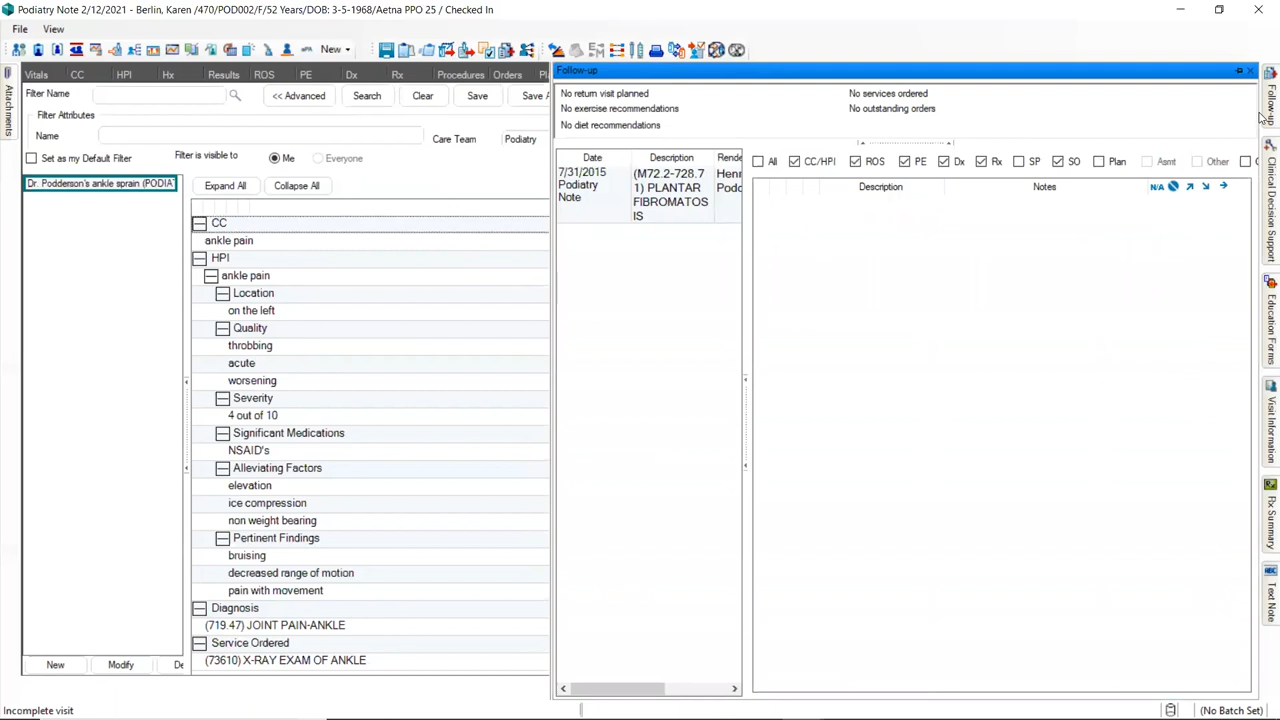 Podiatry Note 2/12/2021 - Berlin, Karen /470/POD002/F/52 Years/DOB: 3-5-1968/Aetna PPO 25 / Checked In
File View
New
Vitals CC HPI Hx Results ROS PE Dx Rx Procedures Orders
Follow-up
Attachments
Filter Name << Advanced Search Clear Save Save A
Filter Attributes
Name Care Team Podiatry
Set as my Default Filter Filter is visible to Me Everyone
Dr. Podderson's ankle sprain (PODIA
Expand All Collapse All
CC
ankle pain
HPI
ankle pain
Location
on the left
Quality
throbbing
acute
worsening
Severity
4 out of 10
Significant Medications
NSAID's
Alleviating Factors
elevation
ice compression
non weight bearing
Pertinent Findings
bruising
decreased range of motion
pain with movement
Diagnosis
(719.47) JOINT PAIN-ANKLE
Service Ordered
(73610) X-RAY EXAM OF ANKLE
New Modify De
No return visit planned No services ordered
No exercise recommendations No outstanding orders
No diet recommendations
Date Description Rende
7/31/2015
Podiatry
Note
(M72.2-728.7
1) PLANTAR
FIBROMATOS
IS
Henr
Podd
All CC/HPI ROS PE Dx Rx SP SO Plan Asmt Other
Description Notes N/A
Follow-up
Clinical Decision Support
Education Forms
Visit Information
Rx Summary
Text Note
Incomplete visit (No Batch Set)